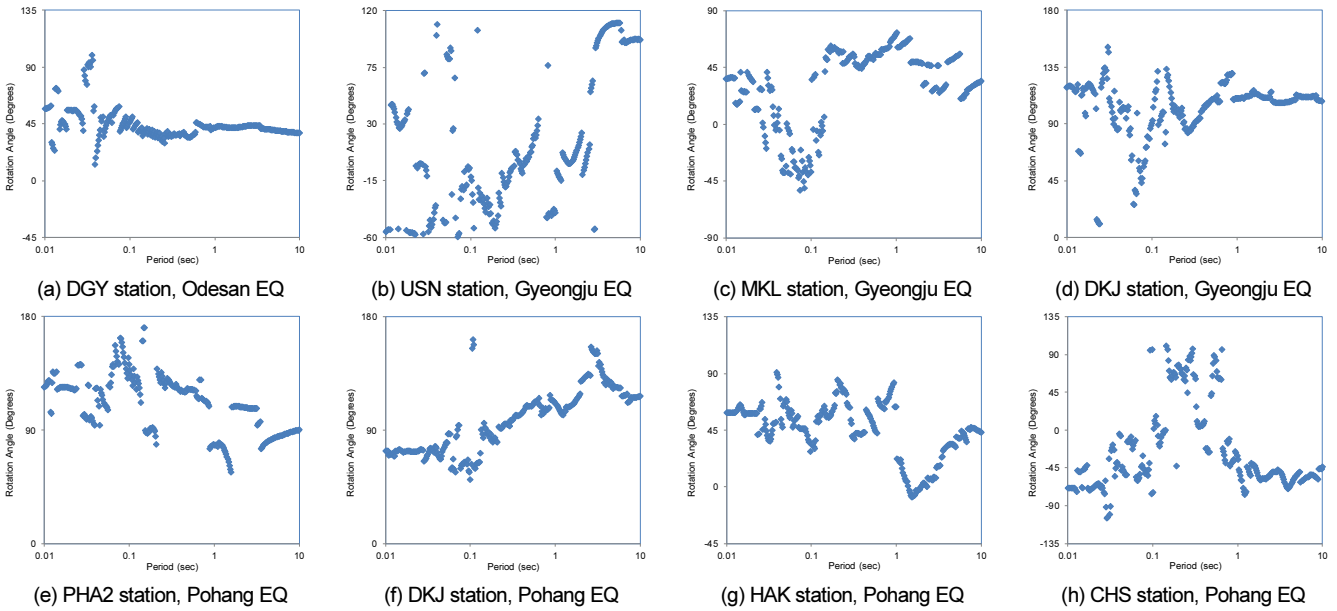 135
90
45
0
-45
Rotation Angle (Degrees)
0.01 0.1 1 10
Period (sec)
(a) DGY station, Odesan EQ
120
75
30
-15
-60
Rotation Angle (Degrees)
0.01 0.1 1 10
Period (sec)
(b) USN station, Gyeongju EQ
90
45
0
-45
-90
Rotation Angle (Degrees)
0.01 0.1 1 10
Period (sec)
(c) MKL station, Gyeongju EQ
180
135
90
45
0
Rotation Angle (Degrees)
0.01 0.1 1 10
Period (sec)
(d) DKJ station, Gyeongju EQ
180
90
0
Rotation Angle (Degrees)
0.01 0.1 1 10
Period (sec)
(e) PHA2 station, Pohang EQ
180
90
0
Rotation Angle (Degrees)
0.01 0.1 1 10
Period (sec)
(f) DKJ station, Pohang EQ
135
90
45
0
-45
Rotation Angle (Degrees)
0.01 0.1 1 10
Period (sec)
(g) HAK station, Pohang EQ
135
90
45
0
-45
-90
-135
Rotation Angle (Degrees)
0.01 0.1 1 10
Period (sec)
(h) CHS station, Pohang EQ